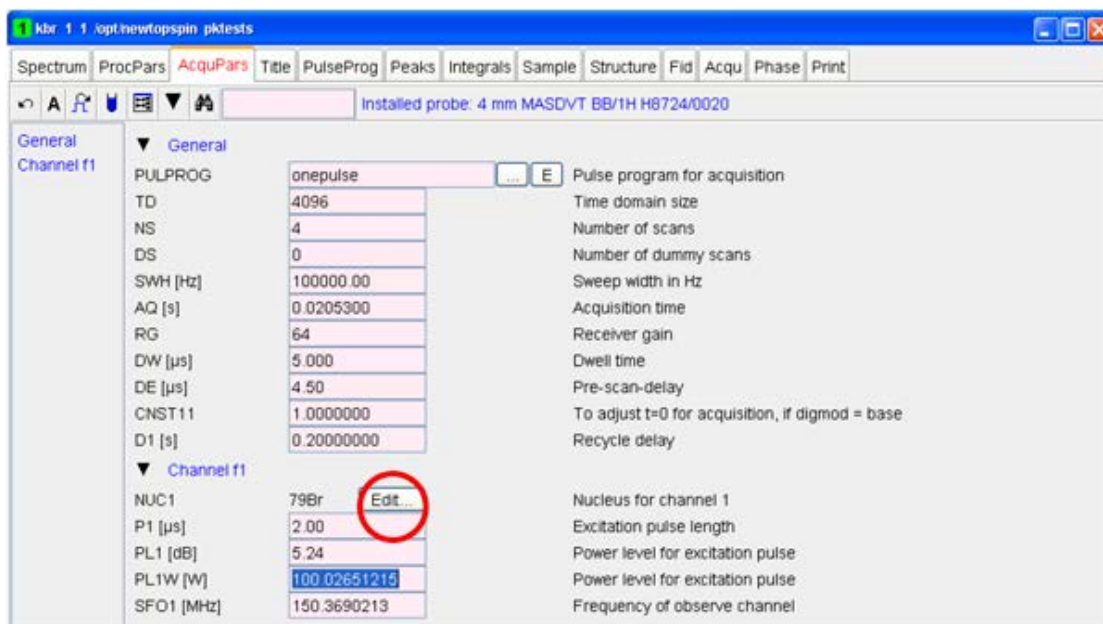 1 kbr 1 1 /opt/newtopspin pktests
Spectrum ProcPars AcquPars Title PulseProg Peaks Integrals Sample Structure Fid Acqu Phase Print
A Installed probe: 4 mm MASDVT BB/1H H8724/0020
General ▼ General
Channel f1
PULPROG onepulse ... E Pulse program for acquisition
TD 4096 Time domain size
NS 4 Number of scans
DS 0 Number of dummy scans
SWH [Hz] 100000.00 Sweep width in Hz
AQ [s] 0.0205300 Acquisition time
RG 64 Receiver gain
DW [µs] 5.000 Dwell time
DE [µs] 4.50 Pre-scan-delay
CNST11 1.0000000 To adjust t=0 for acquisition, if digmod = base
D1 [s] 0.20000000 Recycle delay
▼ Channel f1
NUC1 79Br Edit... Nucleus for channel 1
P1 [µs] 2.00 Excitation pulse length
PL1 [dB] 5.24 Power level for excitation pulse
PL1W [W] 100.02651215 Power level for excitation pulse
SFO1 [MHz] 150.3690213 Frequency of observe channel